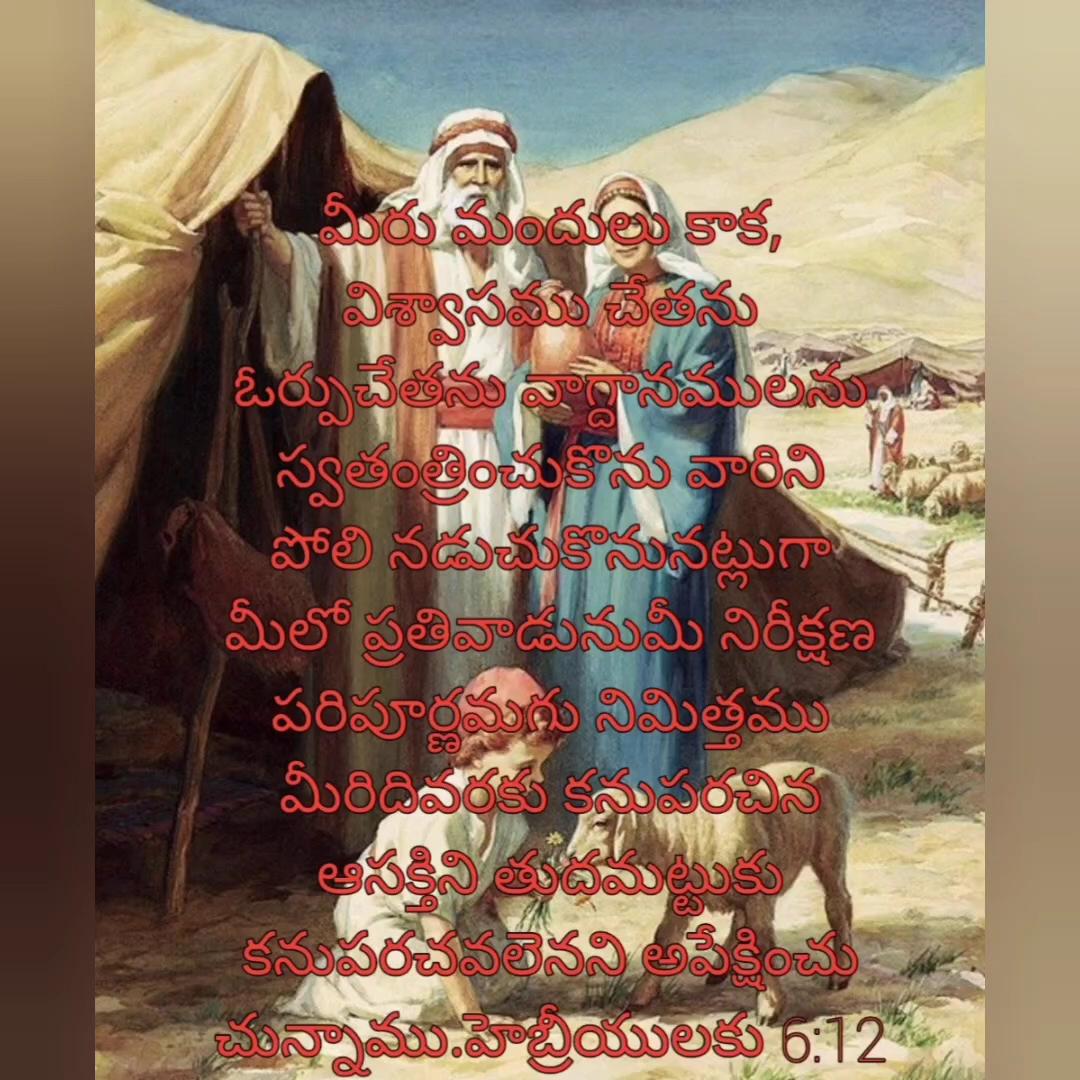 మీరు మందులు కాక,
విశ్వాసము చేతను
ఓర్పుచేతను వాగ్దానములను
స్వతంత్రించుకొను వారిని
పోలి నడుచుకొనునట్లుగా
మీలో ప్రతివాడునుమీ నిరీక్షణ
పరిపూర్ణమగు నిమిత్తము
మీరిదివరకు కనుపరచిన
ఆసక్తిని తుదమట్టుకు
కనుపరచవలెనని అపేక్షించు
చున్నాము.హెబ్రీయులకు 6:12